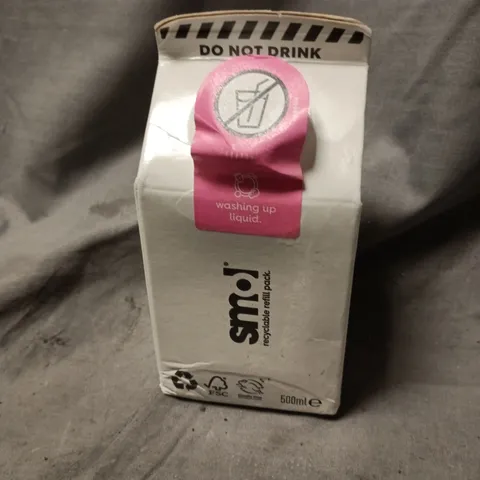 DO NOT DRINK
washing up
liquid.
smol
recyclable refill pack.
FSC
500ml e